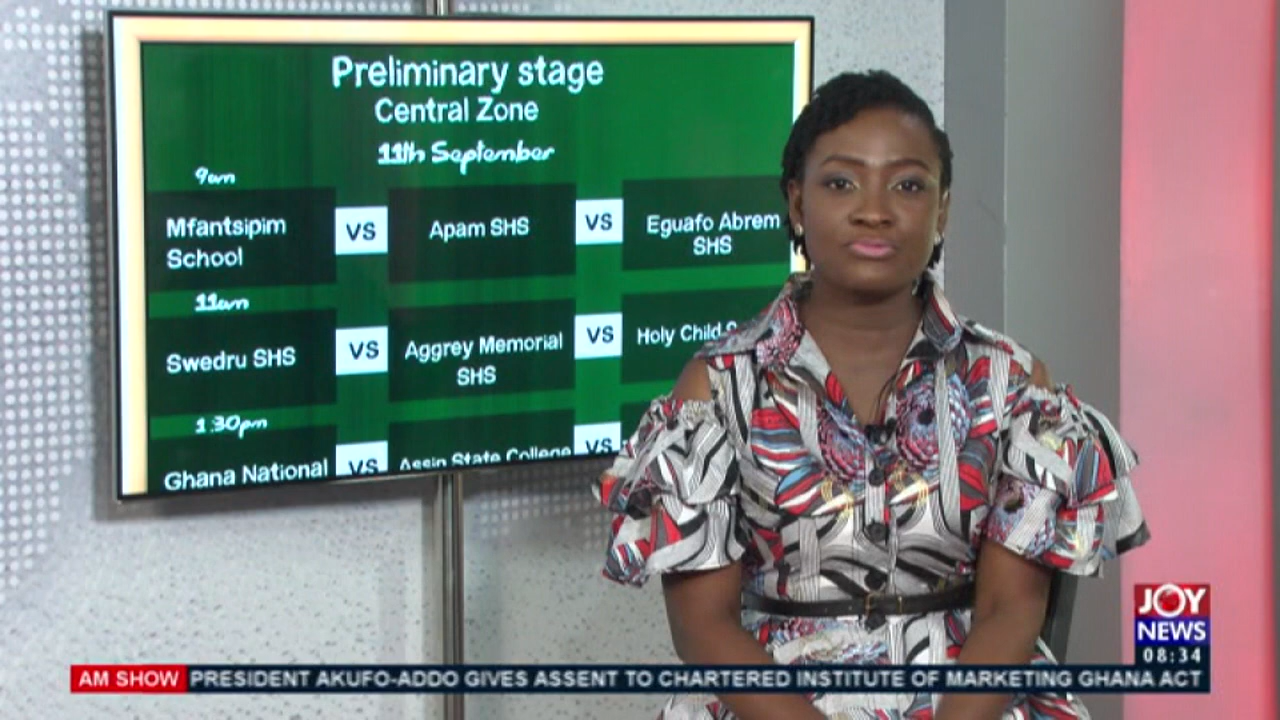 Preliminary stage
Central Zone
11th September
9am
Mfantsipim School VS Apam SHS VS Eguafo Abrem SHS
11am
Swedru SHS VS Aggrey Memorial SHS VS Holy Child
1:30pm
Ghana National VS Assin State College VS
JOY
NEWS
08:34
AM SHOW PRESIDENT AKUFO-ADDO GIVES ASSENT TO CHARTERED INSTITUTE OF MARKETING GHANA ACT